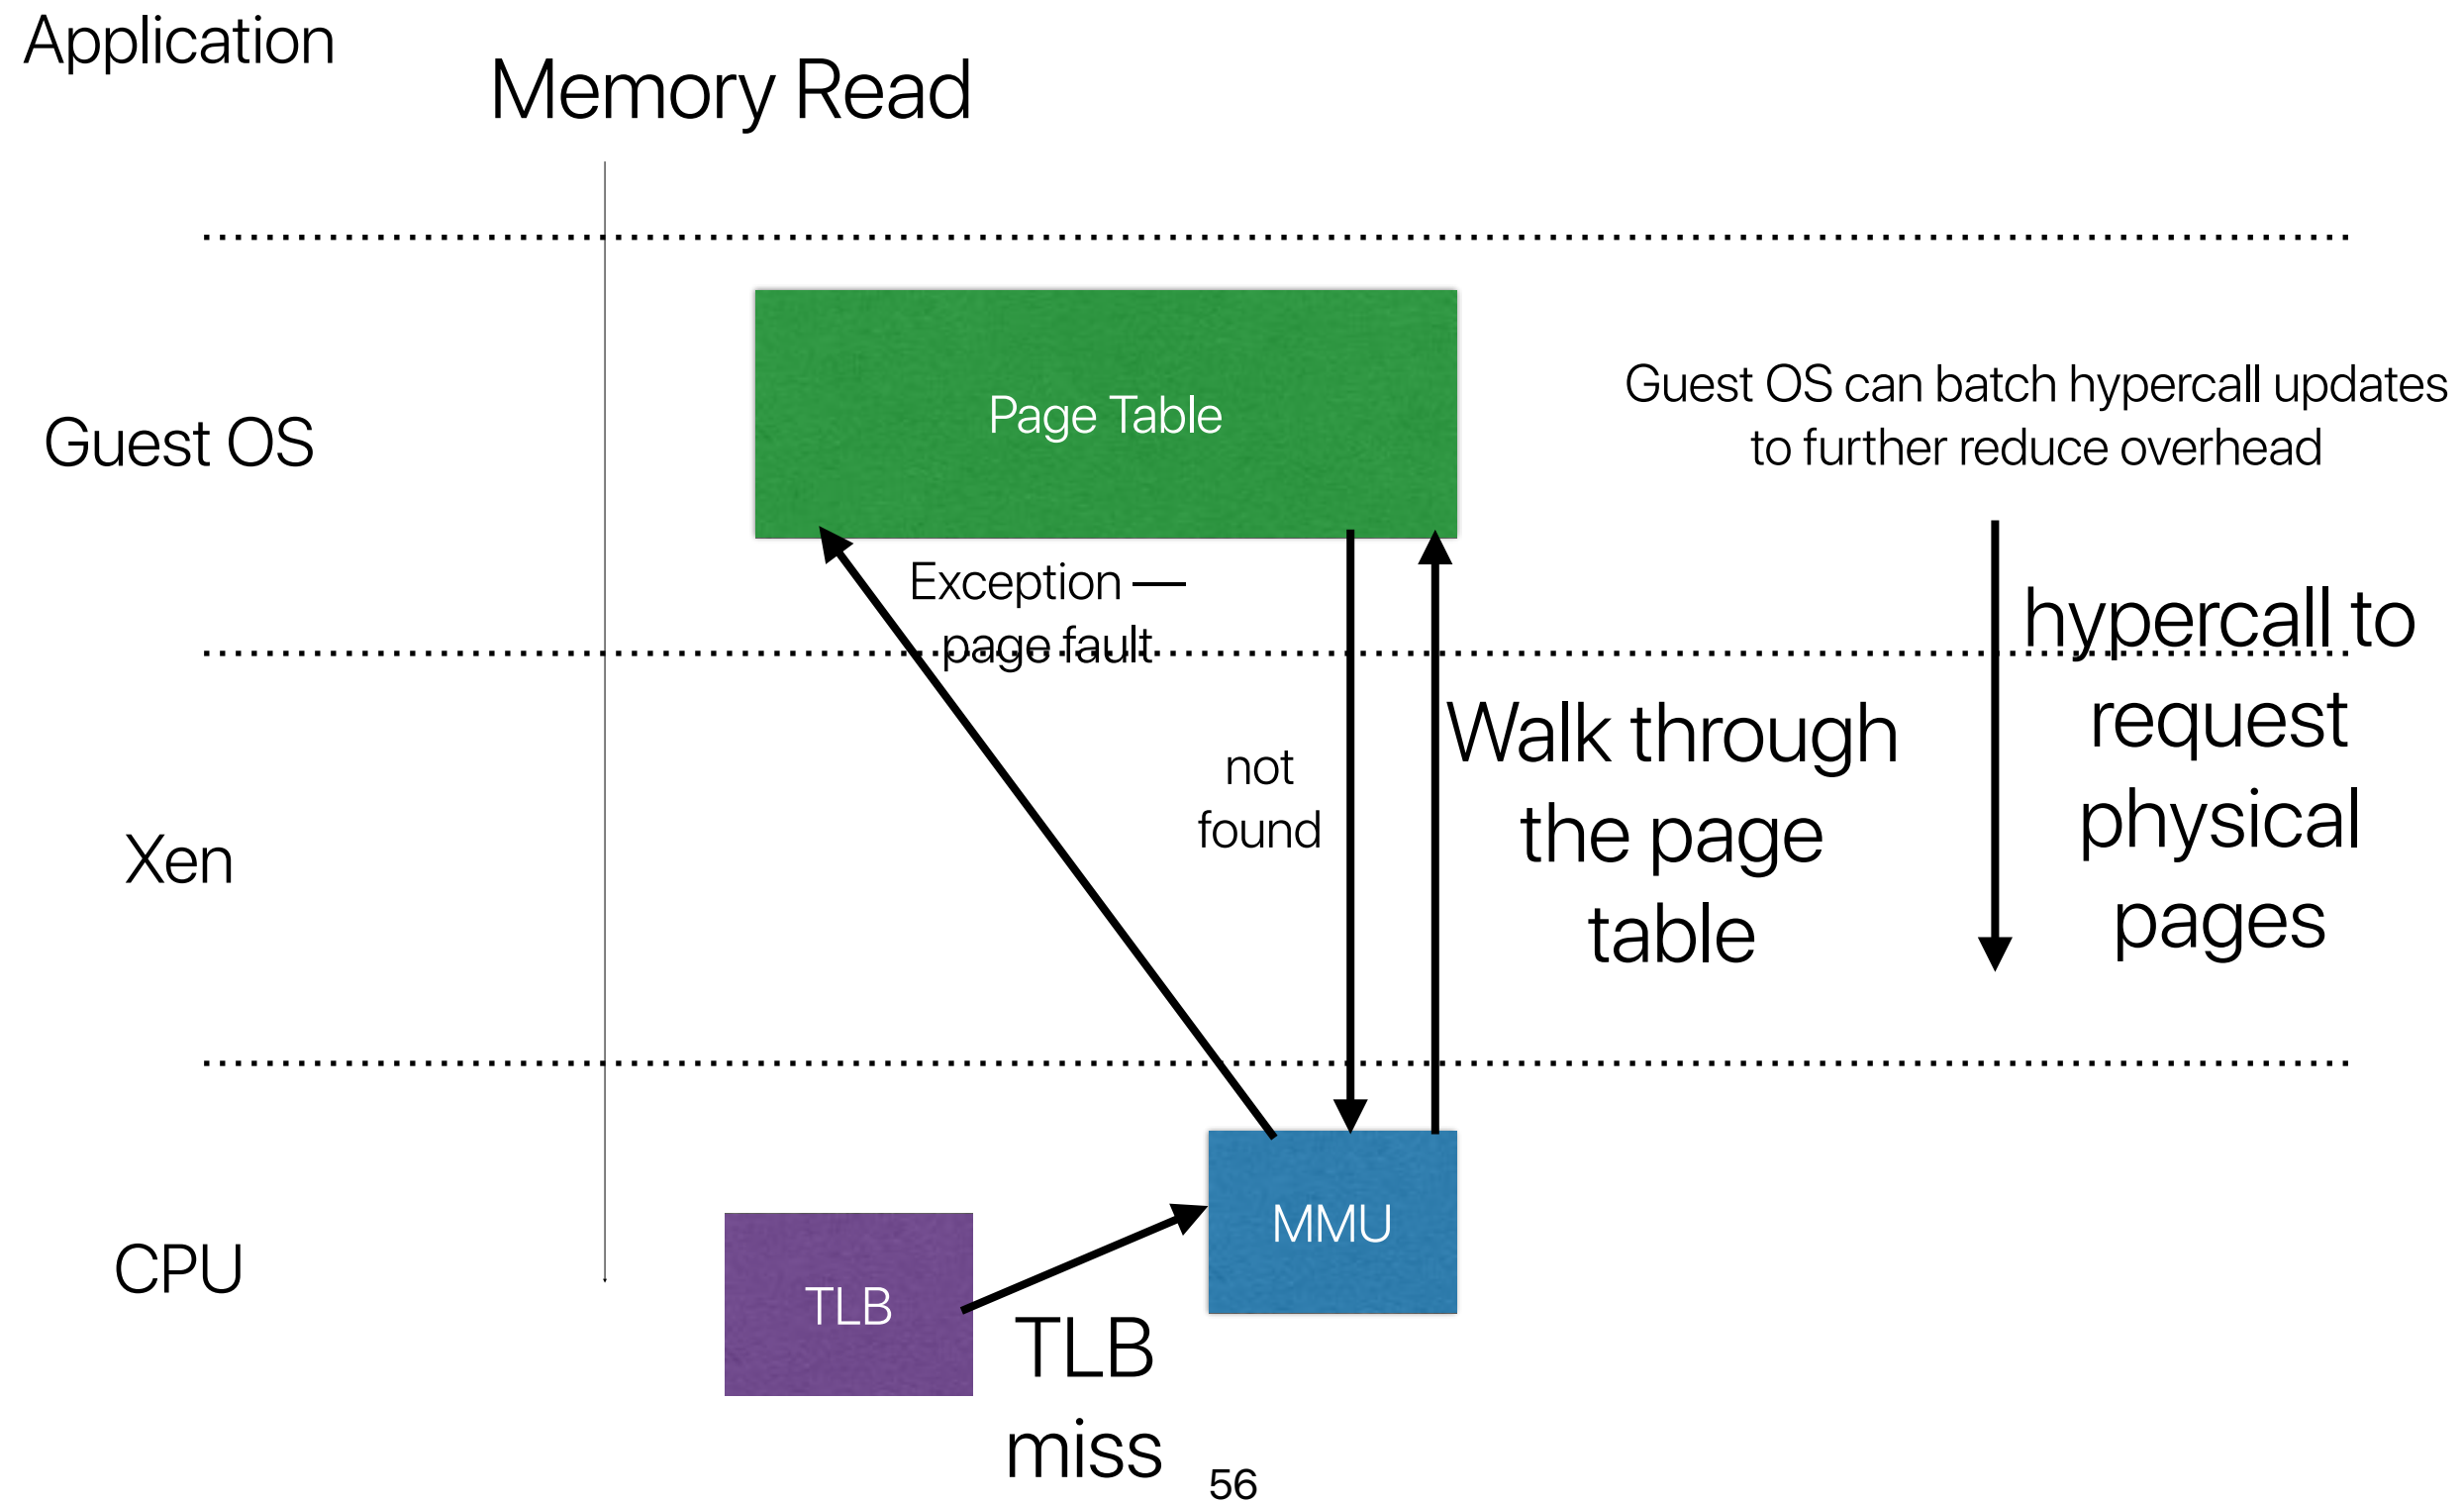 Application
Memory Read
Page Table
Guest OS
Guest OS can batch hypercall updates
to further reduce overhead
Exception —
page fault
hypercall to
request
physical
pages
Walk through
the page
table
not
found
Xen
CPU
TLB
MMU
TLB
miss
56